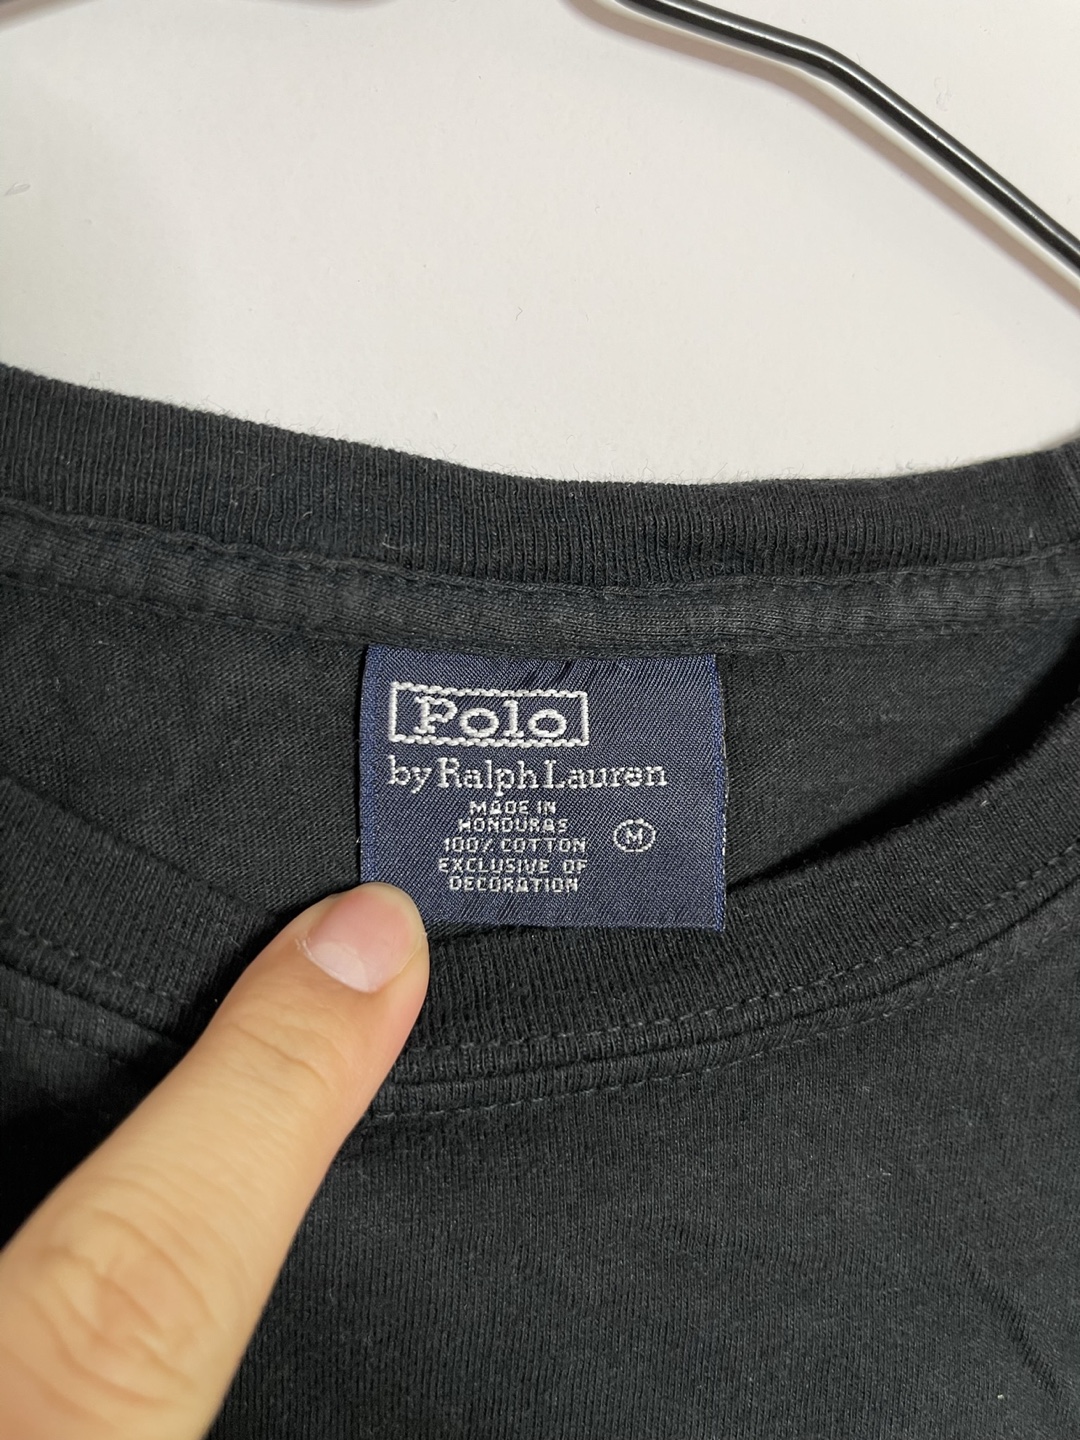 Polo
by Ralph Lauren
MADE IN
HONDURAS
100% COTTON
EXCLUSIVE OF
DECORATION
M